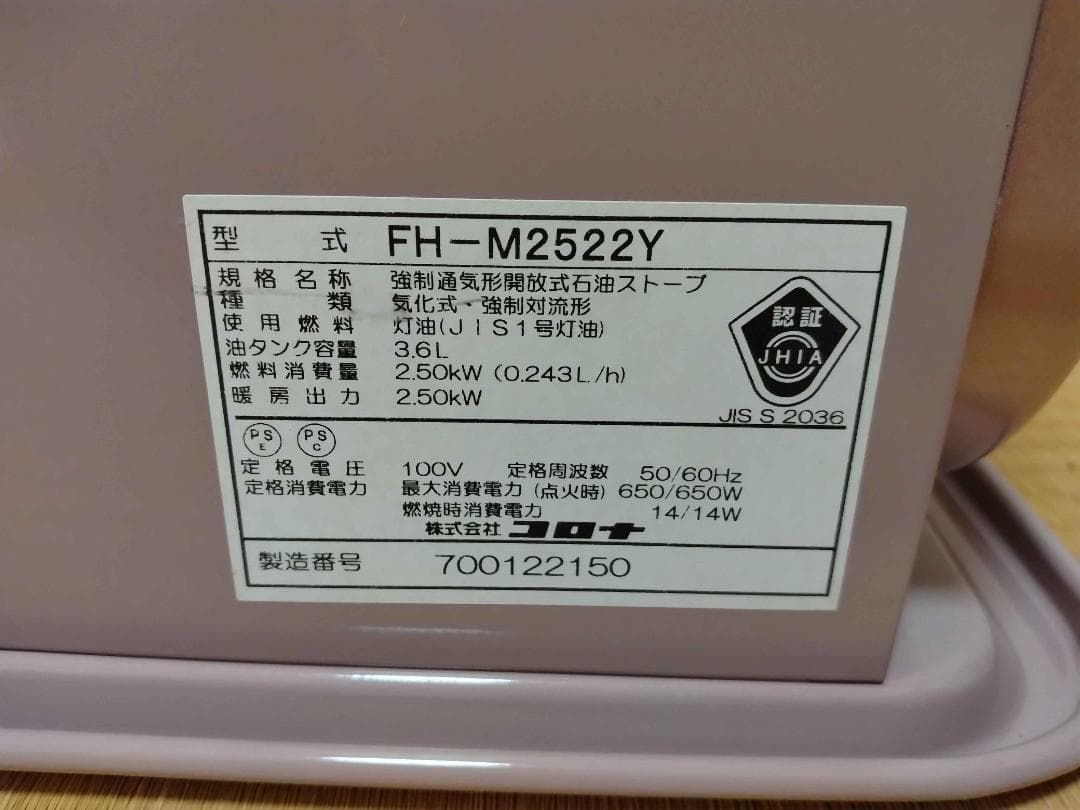 型式 FH-M2522Y
規格名称 強制通気形開放式石油ストーブ
種類 気化式・強制対流形
使用燃料 灯油(JIS1号灯油)
油タンク容量 3.6L
燃料消費量 2.50kW (0.243L/h)
暖房出力 2.50kW
認証
JHIA
JIS S 2036
PS E PS C
定格電圧 100V 定格周波数 50/60Hz
定格消費電力 最大消費電力 (点火時) 650/650W
燃焼時消費電力 14/14W
株式会社 コロナ
製造番号 700122150